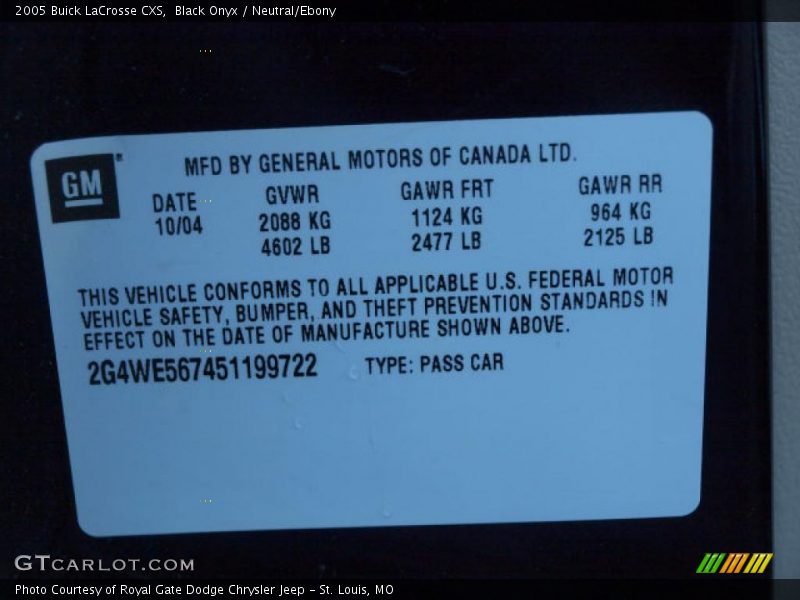 2005 Buick LaCrosse CXS,  Black Onyx / Neutral/Ebony
GM
MFD BY GENERAL MOTORS OF CANADA LTD.
DATE GVWR GAWR FRT GAWR RR
10/04 2088 KG 1124 KG 964 KG
4602 LB 2477 LB 2125 LB
THIS VEHICLE CONFORMS TO ALL APPLICABLE U.S. FEDERAL MOTOR
VEHICLE SAFETY, BUMPER, AND THEFT PREVENTION STANDARDS IN
EFFECT ON THE DATE OF MANUFACTURE SHOWN ABOVE.
2G4WE567451199722 TYPE: PASS CAR
GTCARLOT.COM
Photo Courtesy of Royal Gate Dodge Chrysler Jeep - St. Louis, MO